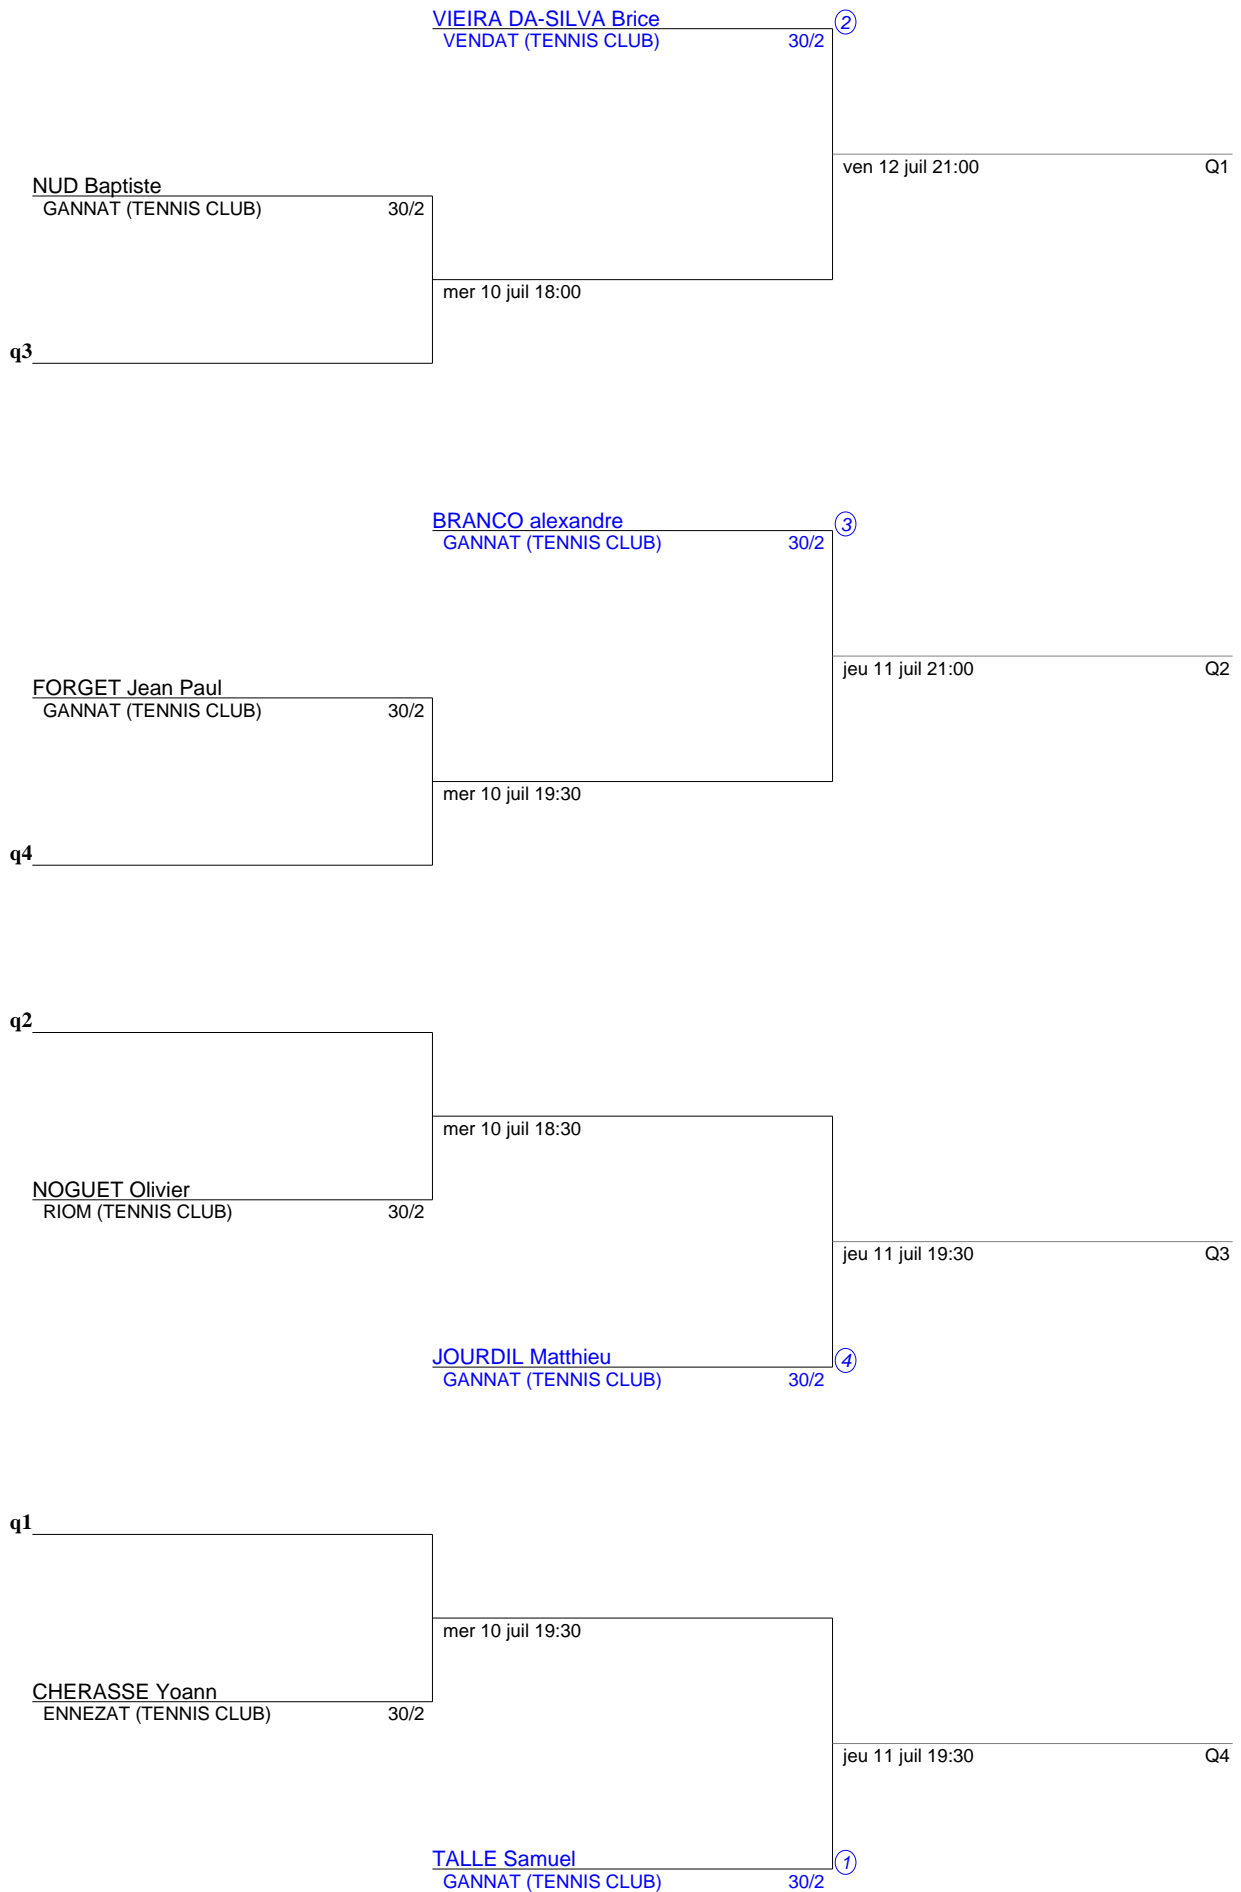 VIEIRA DA-SILVA Brice 2
VENDAT (TENNIS CLUB) 30/2
ven 12 juil 21:00 Q1
NUD Baptiste
GANNAT (TENNIS CLUB) 30/2
mer 10 juil 18:00
q3
BRANCO alexandre 3
GANNAT (TENNIS CLUB) 30/2
jeu 11 juil 21:00 Q2
FORGET Jean Paul
GANNAT (TENNIS CLUB) 30/2
mer 10 juil 19:30
q4
q2
mer 10 juil 18:30
NOGUET Olivier
RIOM (TENNIS CLUB) 30/2
jeu 11 juil 19:30 Q3
JOURDIL Matthieu 4
GANNAT (TENNIS CLUB) 30/2
q1
mer 10 juil 19:30
CHERASSE Yoann
ENNEZAT (TENNIS CLUB) 30/2
jeu 11 juil 19:30 Q4
TALLE Samuel 1
GANNAT (TENNIS CLUB) 30/2